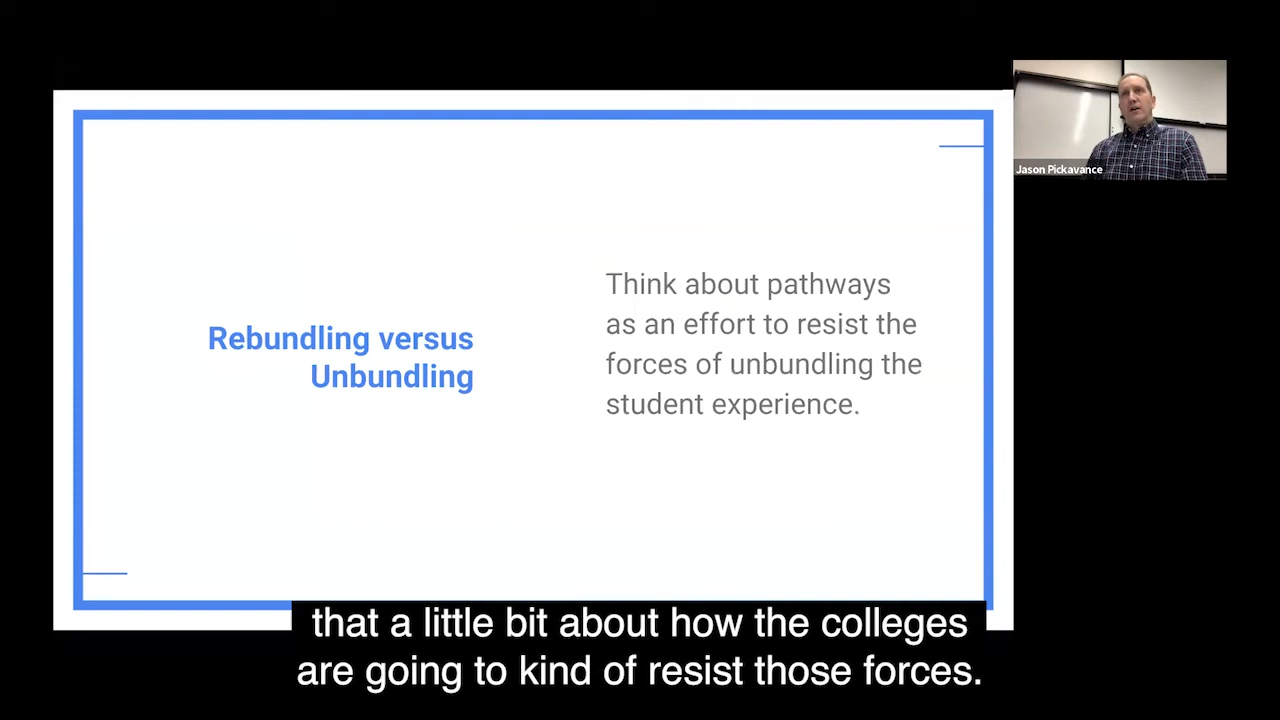 Jason Pickavance
Rebundling versus
Unbundling
Think about pathways
as an effort to resist the
forces of unbundling the
student experience.
that a little bit about how the colleges
are going to kind of resist those forces.